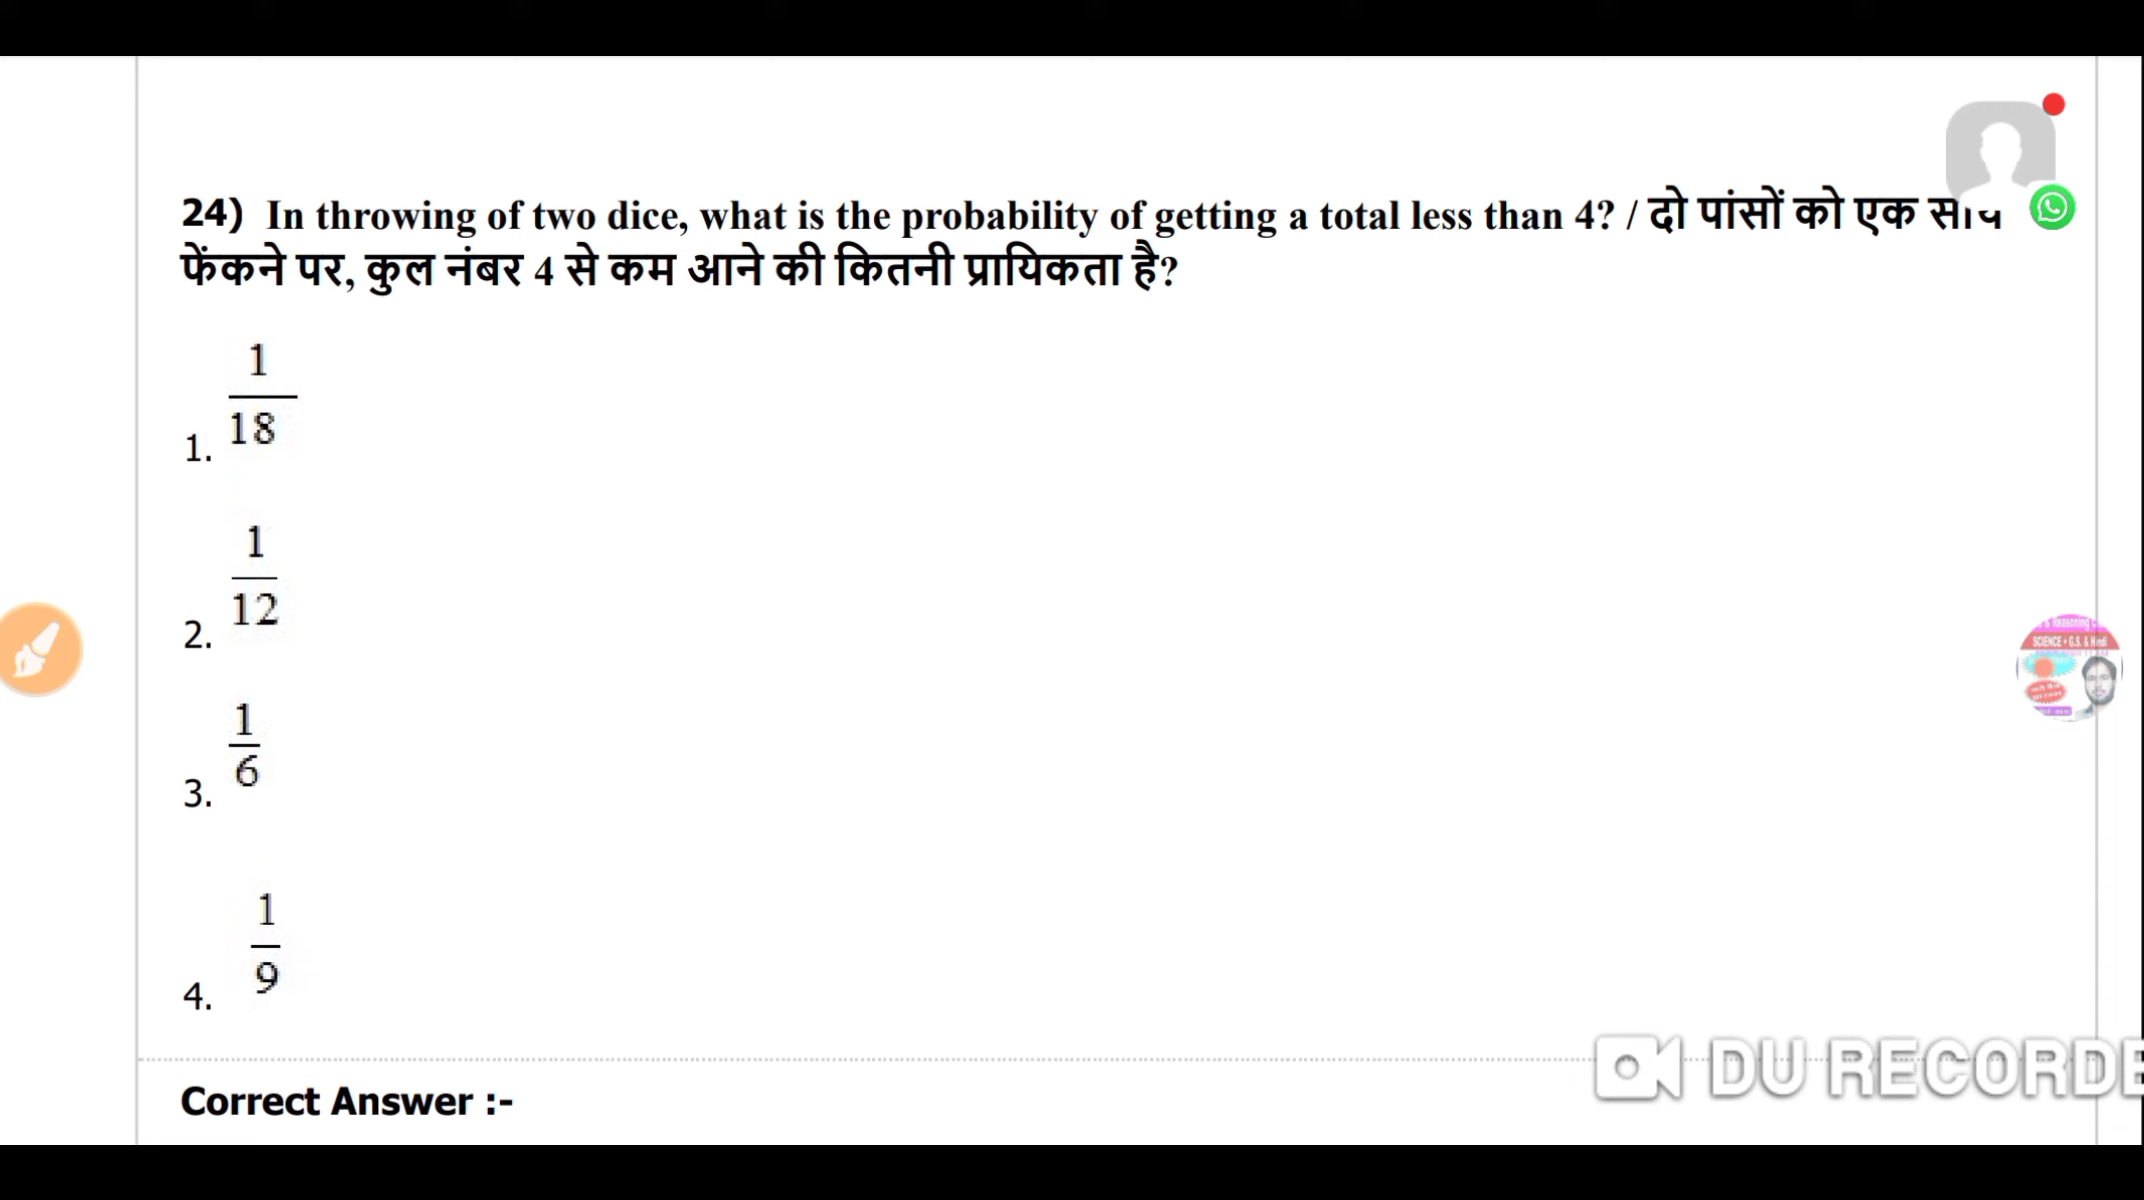 24) In throwing of two dice, what is the probability of getting a total less than 4? / दो पांसों को एक साथ
फेंकने पर, कुल नंबर 4 से कम आने की कितनी प्रायिकता है?
1. 1/18
2. 1/12
3. 1/6
4. 1/9
SCIENCE + G.S. & Hindi
DU RECORDE
Correct Answer :-